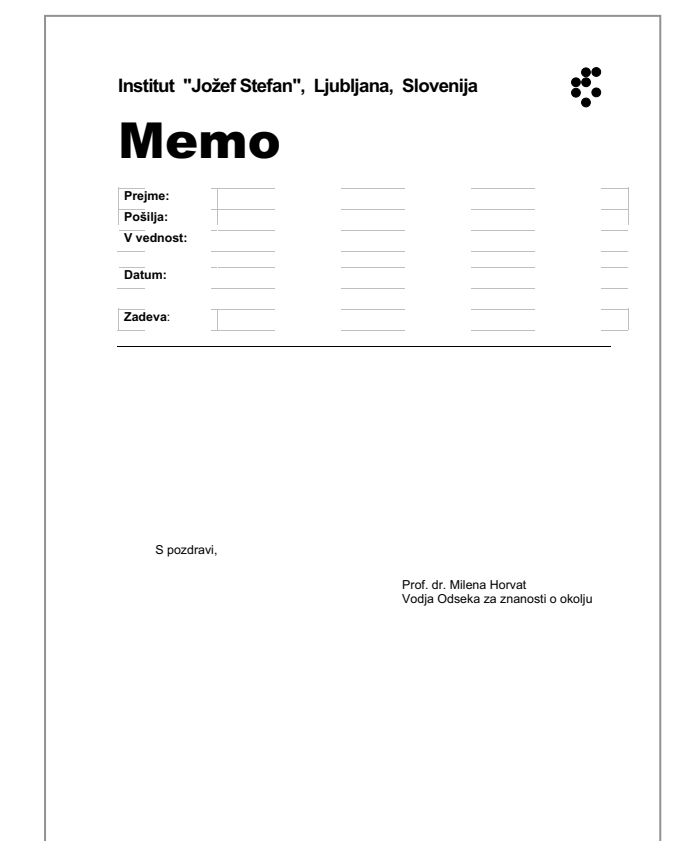 Institut "Jožef Stefan", Ljubljana, Slovenija
Memo
Prejme:
Pošilja:
V vednost:
Datum:
Zadeva:
S pozdravi,
Prof. dr. Milena Horvat
Vodja Odseka za znanosti o okolju